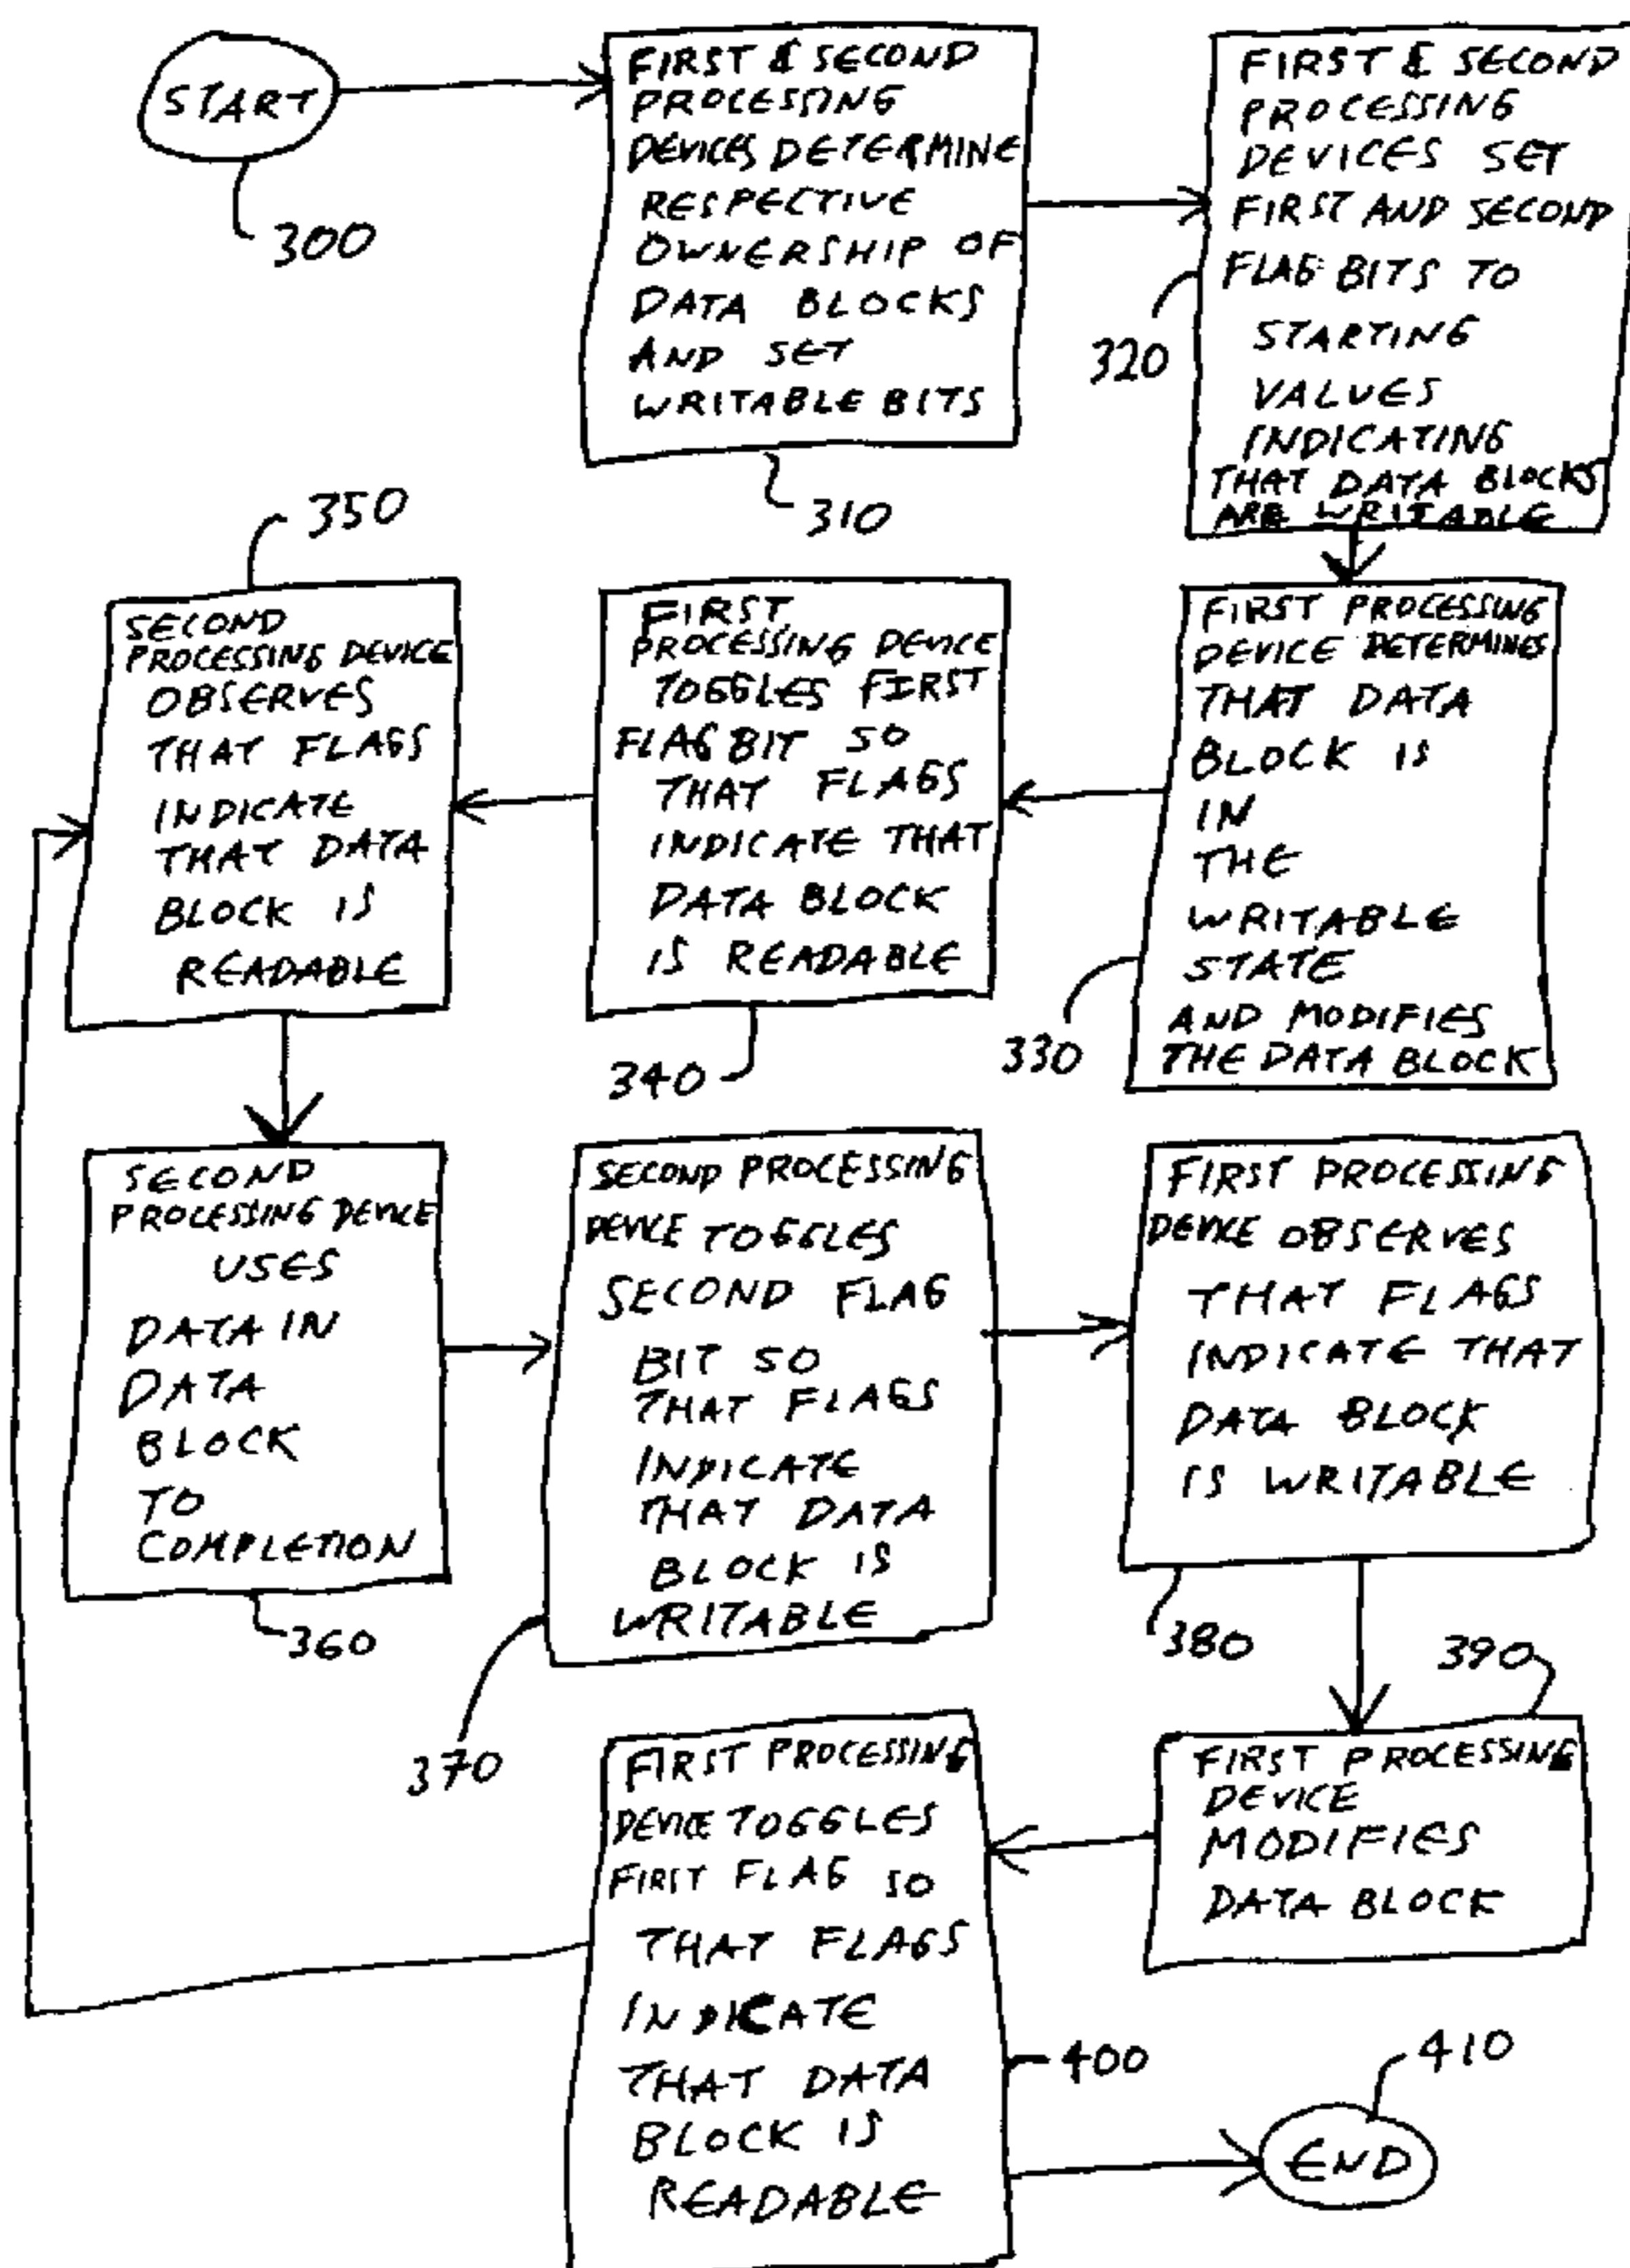 START
300
FIRST & SECOND
PROCESSING
DEVICES DETERMINE
RESPECTIVE
OWNERSHIP OF
DATA BLOCKS
AND SET
WRITABLE BITS
310
FIRST & SECOND
PROCESSING
DEVICES SET
FIRST AND SECOND
FLAG BITS TO
STARTING
VALUES
INDICATING
THAT DATA BLOCKS
ARE WRITABLE
320
FIRST PROCESSING
DEVICE DETERMINES
THAT DATA
BLOCK IS
IN
THE
WRITABLE
STATE
AND MODIFIES
THE DATA BLOCK
330
FIRST
PROCESSING DEVICE
TOGGLES FIRST
FLAG BIT SO
THAT FLAGS
INDICATE THAT
DATA BLOCK
IS READABLE
340
350
SECOND
PROCESSING DEVICE
OBSERVES
THAT FLAGS
INDICATE
THAT DATA
BLOCK IS
READABLE
SECOND
PROCESSING DEVICE
USES
DATA IN
DATA
BLOCK
TO
COMPLETION
360
SECOND PROCESSING
DEVICE TOGGLES
SECOND FLAG
BIT SO
THAT FLAGS
INDICATE
THAT DATA
BLOCK IS
WRITABLE
370
FIRST PROCESSING
DEVICE OBSERVES
THAT FLAGS
INDICATE THAT
DATA BLOCK
IS WRITABLE
380
390
FIRST PROCESSING
DEVICE
MODIFIES
DATA BLOCK
FIRST PROCESSING
DEVICE TOGGLES
FIRST FLAG SO
THAT FLAGS
INDICATE
THAT DATA
BLOCK IS
READABLE
400
410
END